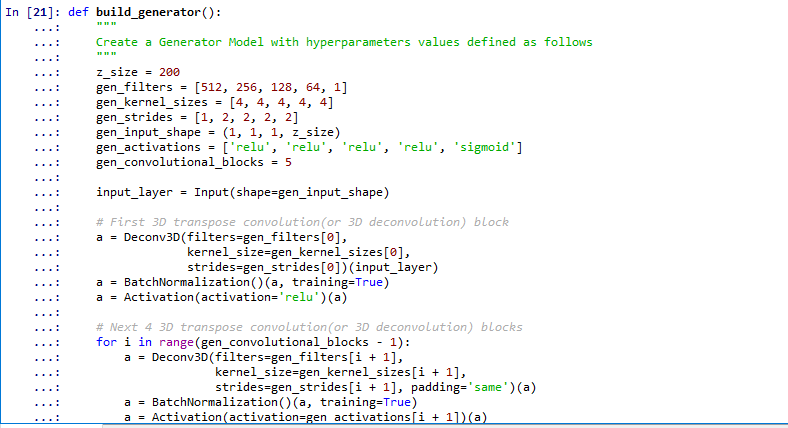 In [21]: def build_generator():
    ...:     """
    ...:     Create a Generator Model with hyperparameters values defined as follows
    ...:     """
    ...:     z_size = 200
    ...:     gen_filters = [512, 256, 128, 64, 1]
    ...:     gen_kernel_sizes = [4, 4, 4, 4, 4]
    ...:     gen_strides = [1, 2, 2, 2, 2]
    ...:     gen_input_shape = (1, 1, 1, z_size)
    ...:     gen_activations = ['relu', 'relu', 'relu', 'relu', 'sigmoid']
    ...:     gen_convolutional_blocks = 5
    ...:
    ...:     input_layer = Input(shape=gen_input_shape)
    ...:
    ...:     # First 3D transpose convolution(or 3D deconvolution) block
    ...:     a = Deconv3D(filters=gen_filters[0],
    ...:                  kernel_size=gen_kernel_sizes[0],
    ...:                  strides=gen_strides[0])(input_layer)
    ...:     a = BatchNormalization()(a, training=True)
    ...:     a = Activation(activation='relu')(a)
    ...:
    ...:     # Next 4 3D transpose convolution(or 3D deconvolution) blocks
    ...:     for i in range(gen_convolutional_blocks - 1):
    ...:         a = Deconv3D(filters=gen_filters[i + 1],
    ...:                      kernel_size=gen_kernel_sizes[i + 1],
    ...:                      strides=gen_strides[i + 1], padding='same')(a)
    ...:         a = BatchNormalization()(a, training=True)
    ...:         a = Activation(activation=gen_activations[i + 1])(a)